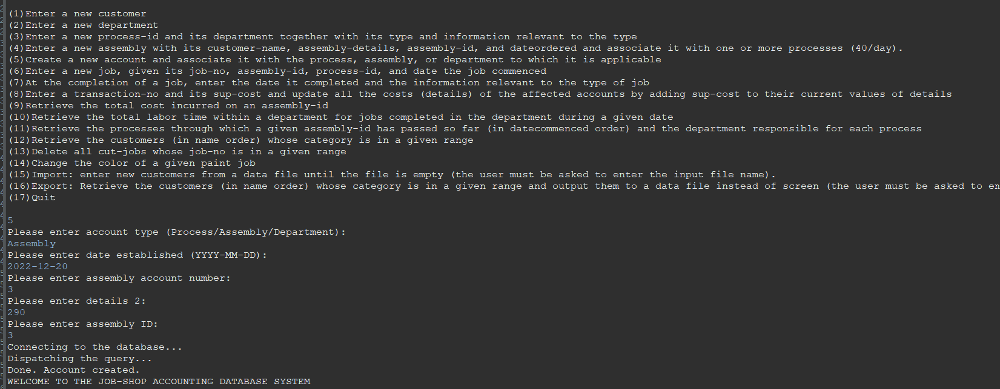 (1)Enter a new customer
(2)Enter a new department
(3)Enter a new process-id and its department together with its type and information relevant to the type
(4)Enter a new assembly with its customer-name, assembly-details, assembly-id, and dateordered and associate it with one or more processes (40/day).
(5)Create a new account and associate it with the process, assembly, or department to which it is applicable
(6)Enter a new job, given its job-no, assembly-id, process-id, and date the job commenced
(7)At the completion of a job, enter the date it completed and the information relevant to the type of job
(8)Enter a transaction-no and its sup-cost and update all the costs (details) of the affected accounts by adding sup-cost to their current values of details
(9)Retrieve the total cost incurred on an assembly-id
(10)Retrieve the total labor time within a department for jobs completed in the department during a given date
(11)Retrieve the processes through which a given assembly-id has passed so far (in datecommenced order) and the department responsible for each process
(12)Retrieve the customers (in name order) whose category is in a given range
(13)Delete all cut-jobs whose job-no is in a given range
(14)Change the color of a given paint job
(15)Import: enter new customers from a data file until the file is empty (the user must be asked to enter the input file name).
(16)Export: Retrieve the customers (in name order) whose category is in a given range and output them to a data file instead of screen (the user must be asked to en
(17)Quit
5
Please enter account type (Process/Assembly/Department):
Assembly
Please enter date established (YYYY-MM-DD):
2022-12-20
Please enter assembly account number:
3
Please enter details 2:
290
Please enter assembly ID:
3
Connecting to the database...
Dispatching the query...
Done. Account created.
WELCOME TO THE JOB-SHOP ACCOUNTING DATABASE SYSTEM